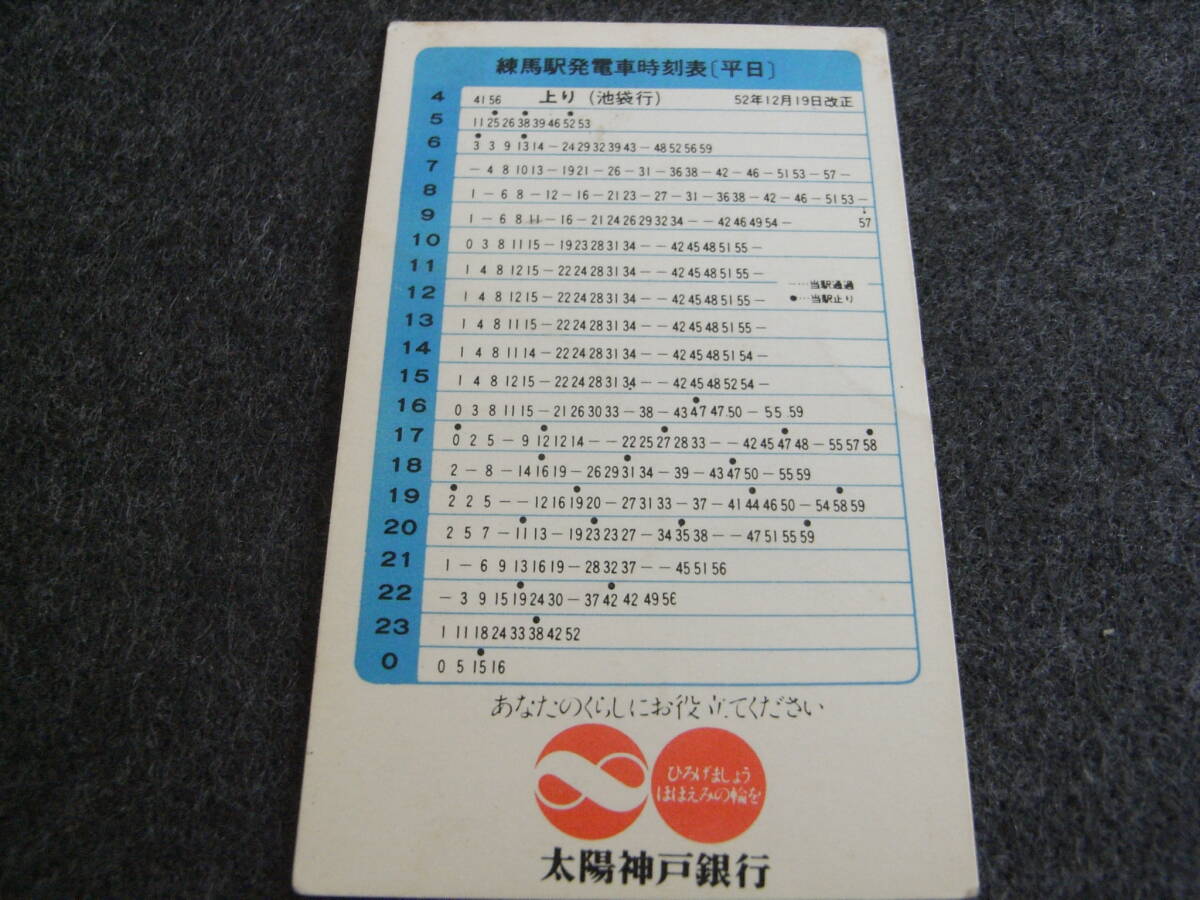 練馬駅発電車時刻表〔平日〕
4 41 56 上り（池袋行） 52年12月19日改正
5 11 25 26 38 39 46 52 53
6 3 3 9 13 14 － 24 29 32 39 43 － 48 52 56 59
7 － 4 8 10 13 － 19 21 － 26 － 31 － 36 38 － 42 － 46 － 51 53 － 57 －
8 1 － 6 8 － 12 － 16 － 21 23 － 27 － 31 － 36 38 － 42 － 46 － 51 53 －
9 1 － 6 8 11 － 16 － 21 24 26 29 32 34 － － 42 46 49 54 － 57
10 0 3 8 11 15 － 19 23 28 31 34 － － 42 45 48 51 55 －
11 1 4 8 12 15 － 22 24 28 31 34 － － 42 45 48 51 55 －
－…当駅通過
12 1 4 8 12 15 － 22 24 28 31 34 － － 42 45 48 51 55 － ●…当駅止り
13 1 4 8 11 15 － 22 24 28 31 34 － － 42 45 48 51 55 －
14 1 4 8 11 14 － 22 24 28 31 34 － － 42 45 48 51 54 －
15 1 4 8 12 15 － 22 24 28 31 34 － － 42 45 48 52 54 －
16 0 3 8 11 15 － 21 26 30 33 － 38 － 43 47 47 50 － 55 59
17 0 2 5 － 9 12 12 14 － － 22 25 27 28 33 － － 42 45 47 48 － 55 57 58
18 2 － 8 － 14 16 19 － 26 29 31 34 － 39 － 43 47 50 － 55 59
19 2 2 5 － － 12 16 19 20 － 27 31 33 － 37 － 41 44 46 50 － 54 58 59
20 2 5 7 － 11 13 － 19 23 23 27 － 34 35 38 － － 47 51 55 59
21 1 － 6 9 13 16 19 － 28 32 37 － － 45 51 56
22 － 3 9 15 19 24 30 － 37 42 42 49 56
23 1 11 18 24 33 38 42 52
0 0 5 15 16
あなたのくらしにお役立てください
ひろげましょう
ほほえみの輪を
太陽神戸銀行